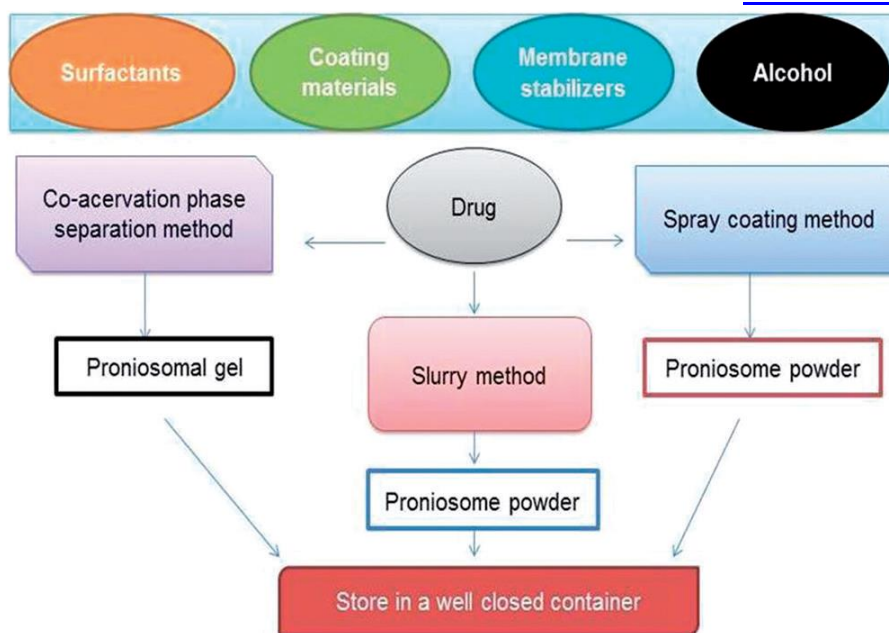 Surfactants
Coating
materials
Membrane
stabilizers
Alcohol
Co-acervation phase
separation method
Drug
Spray coating method
Proniosomal gel
Slurry method
Proniosome powder
Proniosome powder
Store in a well closed container